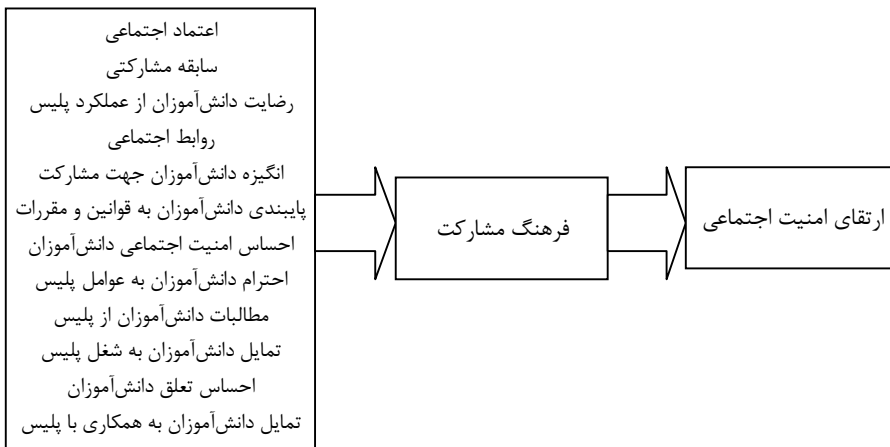 اعتماد اجتماعی
سابقه مشارکتی
رضایت دانش‌آموزان از عملکرد پلیس
روابط اجتماعی
انگیزه دانش‌آموزان جهت مشارکت
پایبندی دانش‌آموزان به قوانین و مقررات
احساس امنیت اجتماعی دانش‌آموزان
احترام دانش‌آموزان به عوامل پلیس
مطالبات دانش‌آموزان از پلیس
تمایل دانش‌آموزان به شغل پلیس
احساس تعلق دانش‌آموزان
تمایل دانش‌آموزان به همکاری با پلیس
فرهنگ مشارکت
ارتقای امنیت اجتماعی